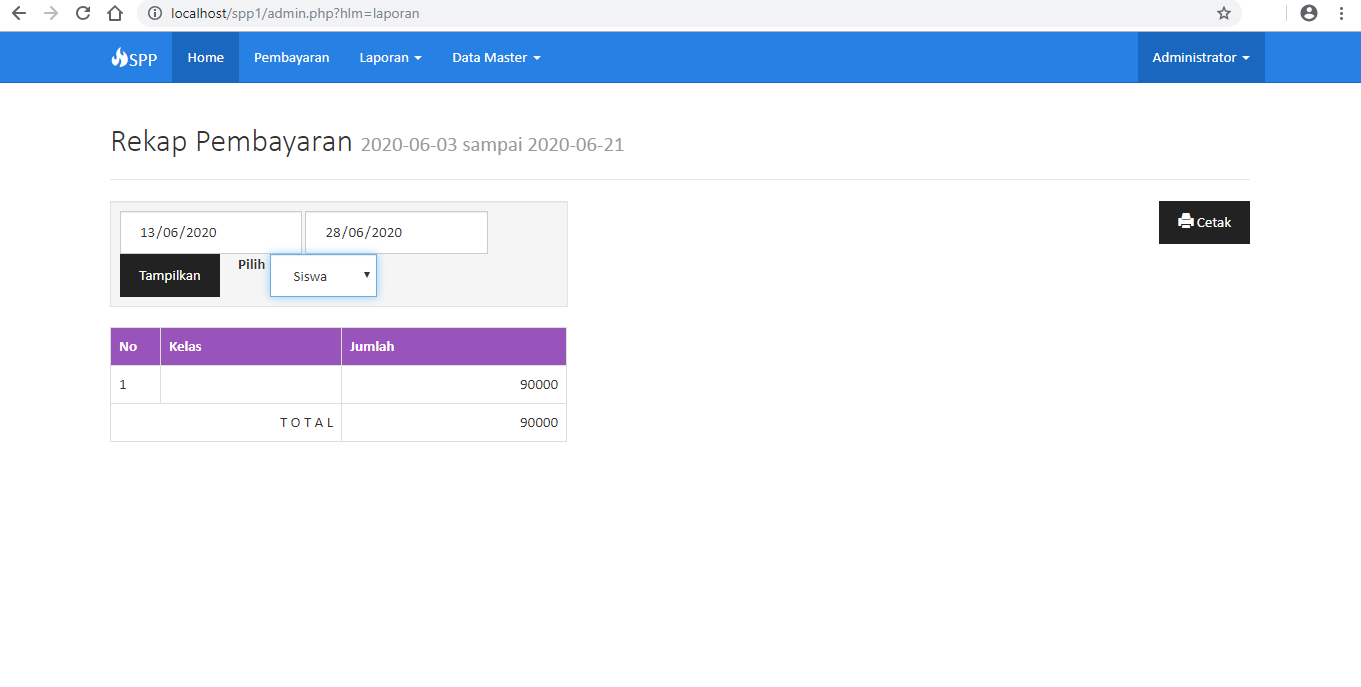 localhost/spp1/admin.php?hlm=laporan
SPP Home Pembayaran Laporan Data Master Administrator
Rekap Pembayaran 2020-06-03 sampai 2020-06-21
13/06/2020 28/06/2020 Cetak
Tampilkan Pilih Siswa
No Kelas Jumlah
1 90000
T O T A L 90000